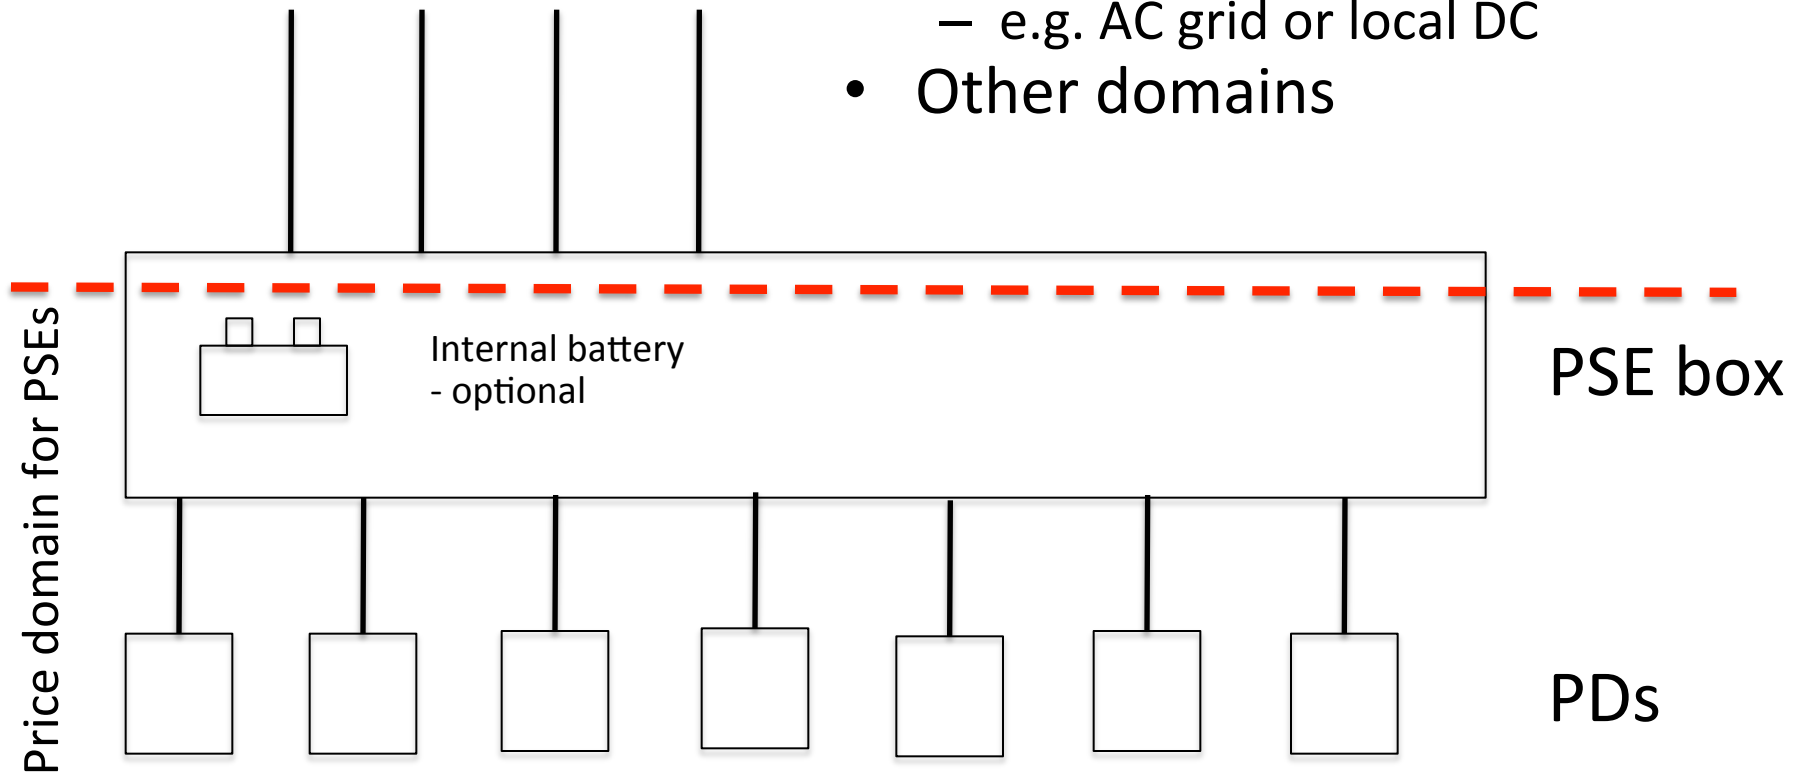 – e.g. AC grid or local DC
• Other domains
Internal battery
- optional
PSE box
Price domain for PSEs
PDs